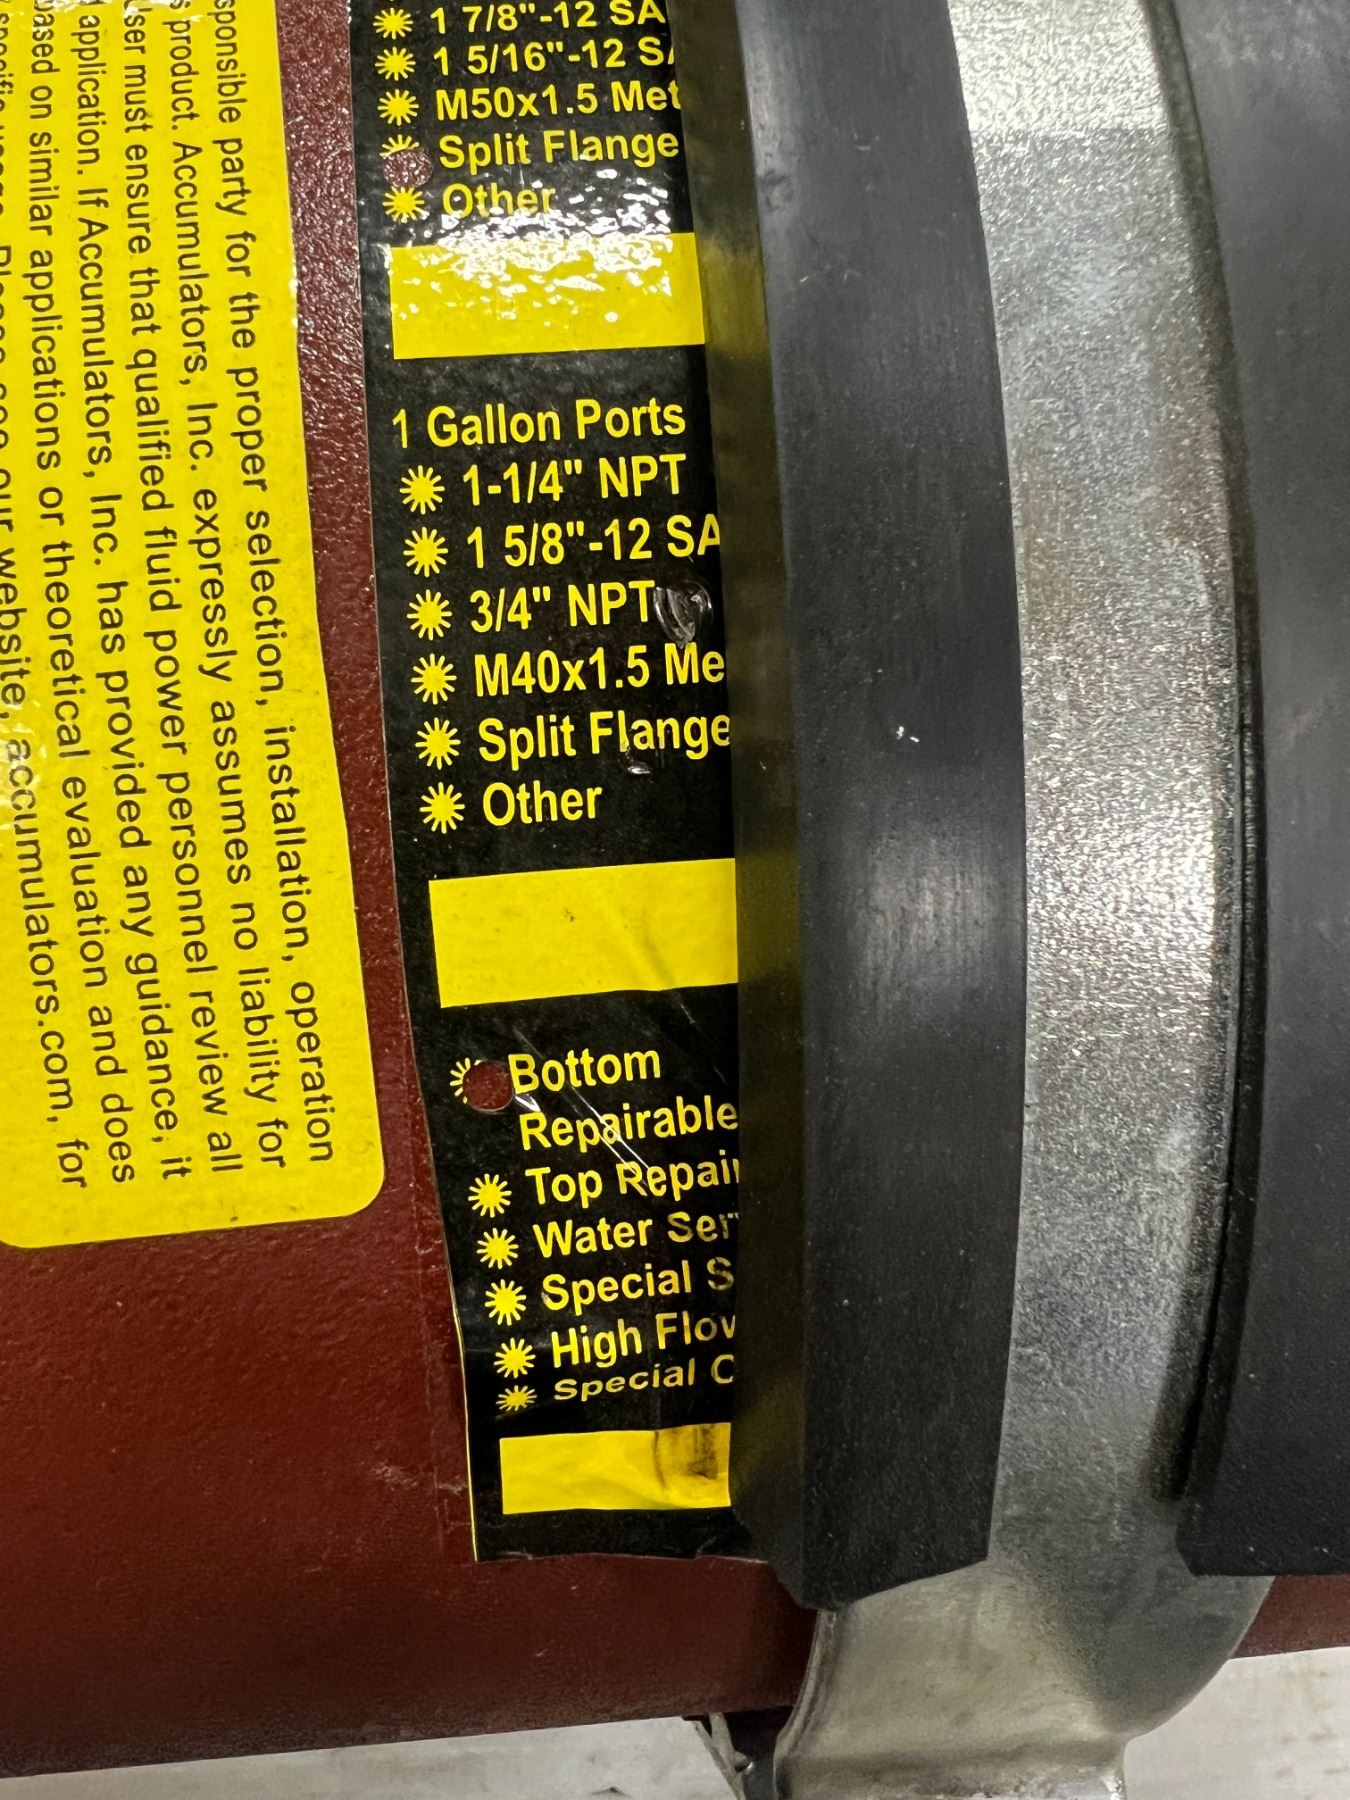 1 7/8"-12 SA
1 5/16"-12 S
M50x1.5 Met
Split Flange
Other
1 Gallon Ports
1-1/4" NPT
1 5/8"-12 SA
3/4" NPT
M40x1.5 Me
Split Flange
Other
Bottom
Repairable
Top Repair
Water Ser
Special S
High Flow
Special C
sponsible party for the proper selection, installation, operation
s product. Accumulators, Inc. expressly assumes no liability for
User must ensure that qualified fluid power personnel review all
application. If Accumulators, Inc. has provided any guidance, it
based on similar applications or theoretical evaluation and does
our website, accumulators.com, for